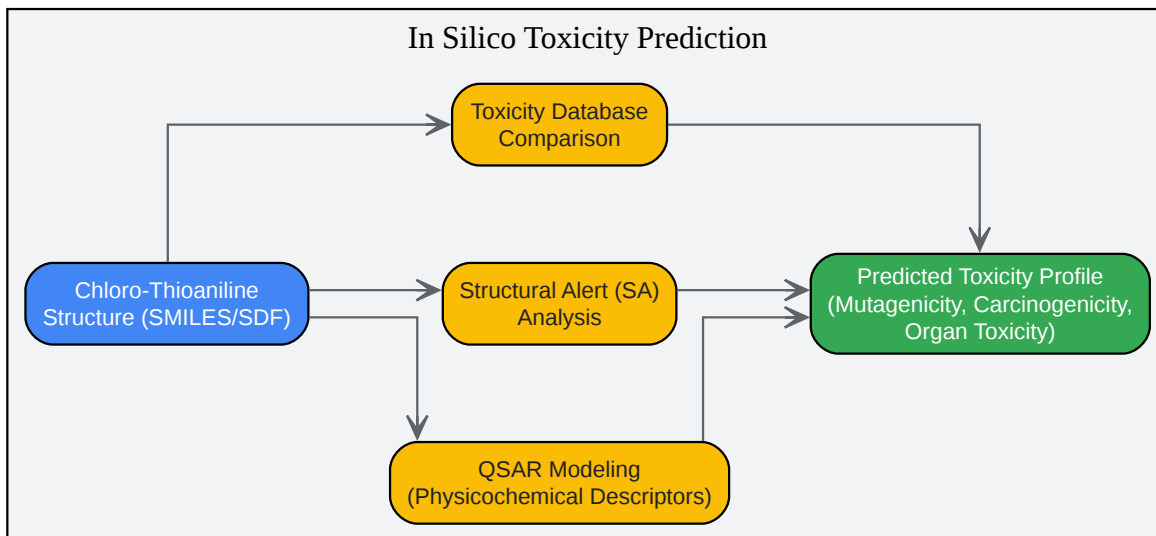 In Silico Toxicity Prediction
Toxicity Database
Comparison
Chloro-Thioaniline
Structure (SMILES/SDF)
Structural Alert (SA)
Analysis
Predicted Toxicity Profile
(Mutagenicity, Carcinogenicity,
Organ Toxicity)
QSAR Modeling
(Physicochemical Descriptors)